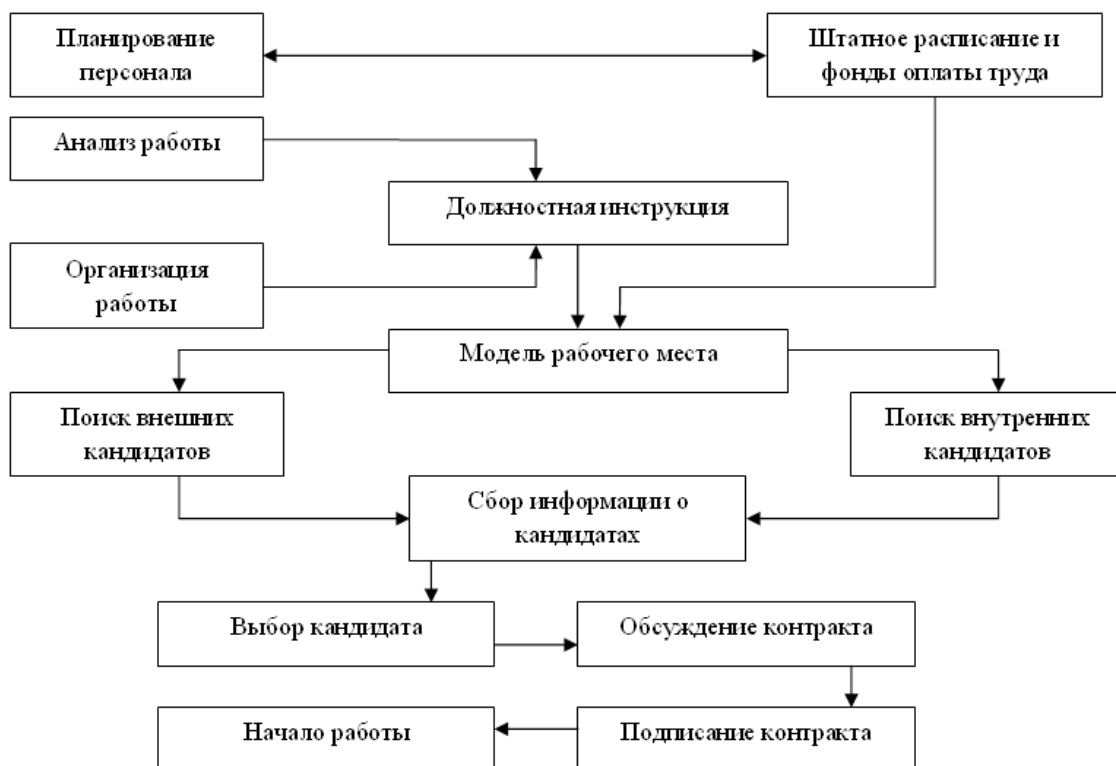 Планирование
персонала
Штатное расписание и
фонды оплаты труда
Анализ работы
Должностная инструкция
Организация
работы
Модель рабочего места
Поиск внешних
кандидатов
Поиск внутренних
кандидатов
Сбор информации о
кандидатах
Выбор кандидата
Обсуждение контракта
Начало работы
Подписание контракта